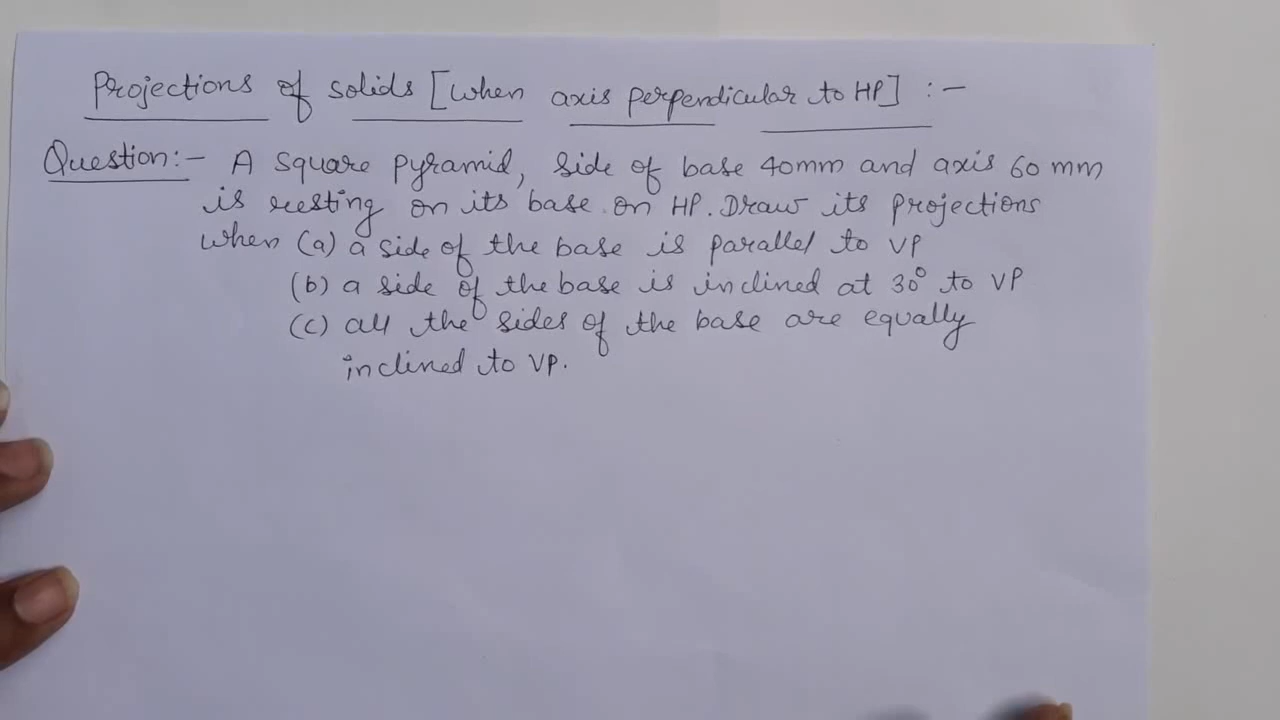 Projections of solids [when axis perpendicular to HP] :-
Question:- A square pyramid, side of base 40mm and axis 60 mm
is resting on its base on HP. Draw its projections
when (a) a side of the base is parallel to VP
(b) a side of the base is inclined at 30° to VP
(c) all the sides of the base are equally
inclined to VP.